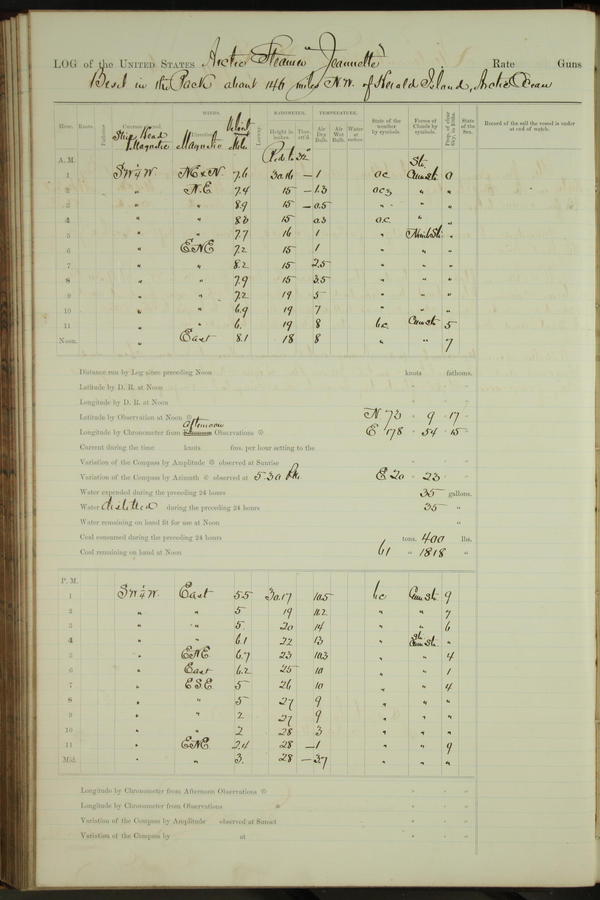 LOG of the UNITED STATES Arctic Steamer "Jeannette" Rate Guns
Beset in the Pack about 146 miles N.W. of Herald Island, Arctic Ocean
WINDS. BAROMETER. TEMPERATURE.
Hour. Knots. Fathoms. Courses steered. Ship's Head Magnetic Direction Magnetic Leeway. Height in inches. Ther. att'd. Air Dry Bulb. Air Wet Bulb. Water at surface. State of the weather by symbols. Forms of Clouds by symbols. State of the Sea. Record of the sail the vessel is under at end of watch.
A. M.
1 SW¼W. NE×N. 7.6 30.16 —1 oc Cum.St. 0
2 " N.E 7.4 15 —1.3 " "
3 " " 8.9 15 —0.5 " " " "
4 " " 8.8 15 0.3 o.c. " "
5 " " 7.7 16 1 " "
6 " ENE 7.2 15 1 " " "
7 " " 8.2 15 2.5 " " "
8 " " 7.9 15 3.5 " " "
9 " " 7.2 19 5 " " "
10 " " 6.9 19 7 " " "
11 " " 6. 19 8 bc Cum.St. 5
Noon. " East 8.1 18 8 " " 7
Distance run by Log since preceding Noon knots fathoms.
Latitude by D. R. at Noon
Longitude by D. R. at Noon
Latitude by Observation at Noon N 73 9 17
Longitude by Chronometer from afternoon Observations E 178 54 15
Current during the time knots fms. per hour setting to the
Variation of the Compass by Amplitude observed at Sunrise
Variation of the Compass by Azimuth observed at 5.30 P.M. E 20 23
Water expended during the preceding 24 hours 35 gallons.
Water distilled during the preceding 24 hours 35 "
Water remaining on hand fit for use at Noon "
Coal consumed during the preceding 24 hours tons. 400 lbs.
Coal remaining on hand at Noon 61 " 1818 "
P. M.
1 SW¼W. East 5.5 30.17 10.5 bc Cum.St. 9
2 " " 5 19 11.2 " " 7
3 " " 5. 20 14 " " 6
4 " " 6.1 22 13 " St. Cum.St. "
5 " ENE 6.7 23 10.3 " " 4
6 " East 6.2 25 10 " " 1
7 " ESE 5 26 10 " " 4
8 " " 5 27 9 " " "
9 " " 2 27 9 " " "
10 " " 2 28 3 " " "
11 " ENE 2.4 28 —1 " " 9
Mid. " " 3. 28 —3.7 " " "
Longitude by Chronometer from Afternoon Observations
Longitude by Chronometer from Observations
Variation of the Compass by Amplitude observed at Sunset
Variation of the Compass by at